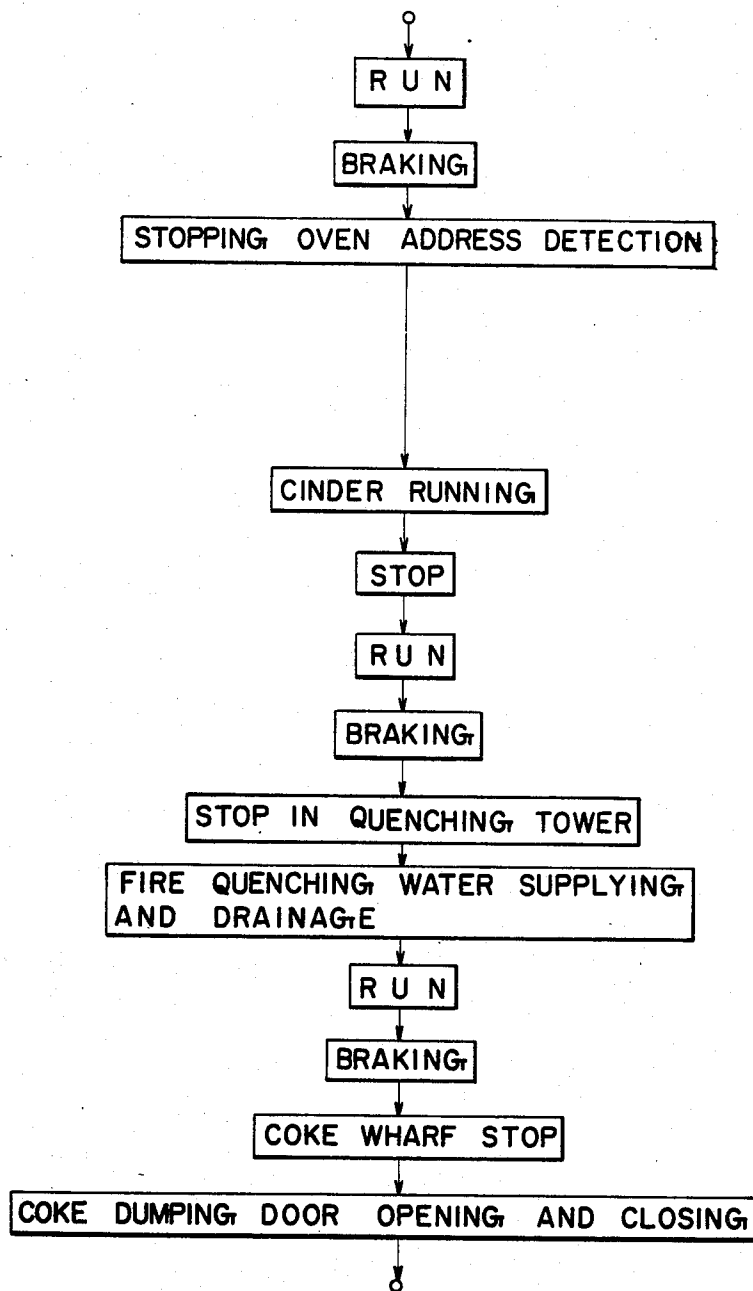 RUN
BRAKING
STOPPING OVEN ADDRESS DETECTION
CINDER RUNNING
STOP
RUN
BRAKING
STOP IN QUENCHING TOWER
FIRE QUENCHING WATER SUPPLYING
AND DRAINAGE
RUN
BRAKING
COKE WHARF STOP
COKE DUMPING DOOR OPENING AND CLOSING